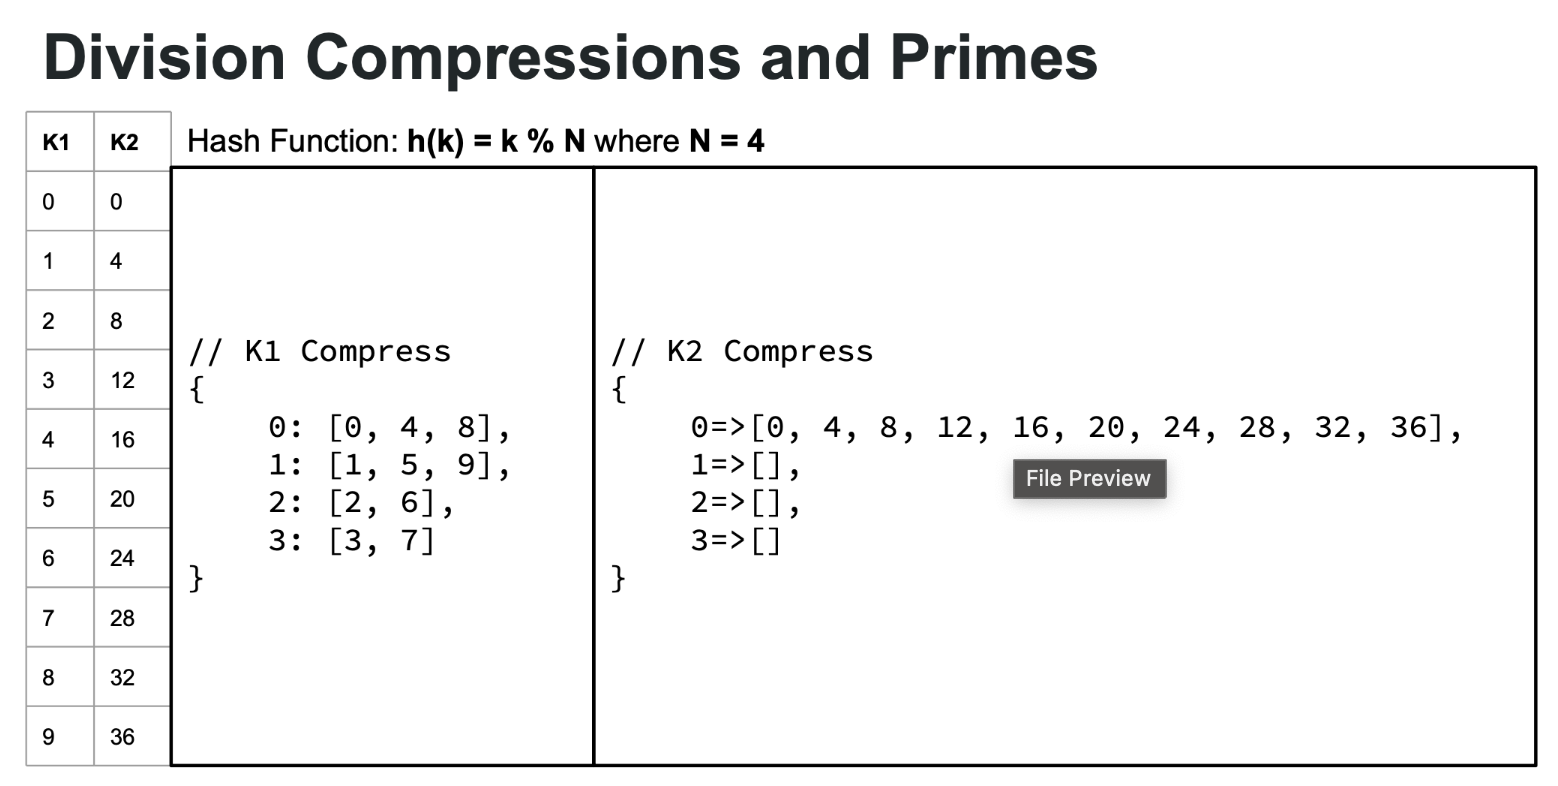 Division Compressions and Primes
K1 K2
Hash Function: h(k) = k % N where N = 4
0 0
1 4
2 8
3 12
4 16
5 20
6 24
7 28
8 32
9 36
// K1 Compress
{
0: [0, 4, 8],
1: [1, 5, 9],
2: [2, 6],
3: [3, 7]
}
// K2 Compress
{
0=>[0, 4, 8, 12, 16, 20, 24, 28, 32, 36],
1=>[],
2=>[],
3=>[]
}
File Preview